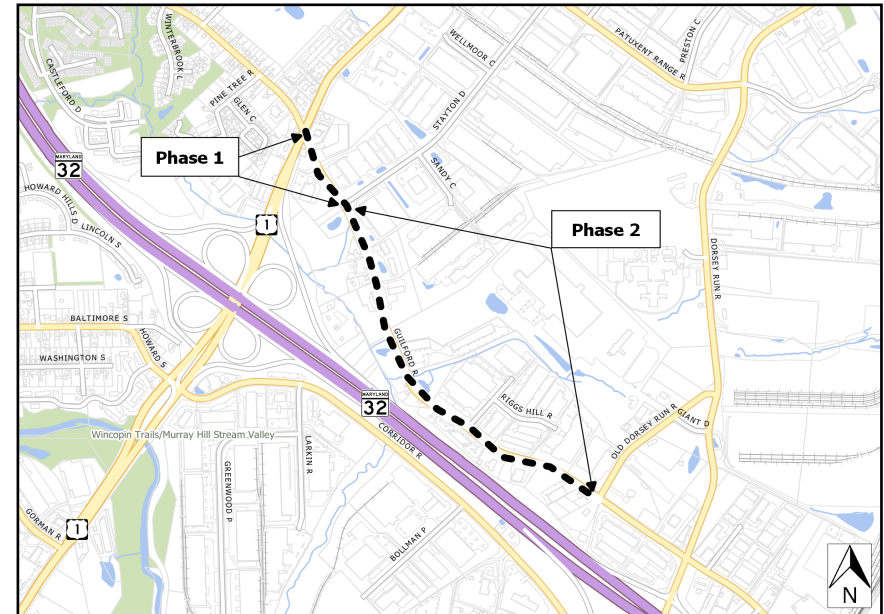 WINTERBROOK L
CASTLEFORD D
PINE TREE R
GLEN C
WELLMOOR C
STAYTON D
SANDY C
PATUXENT RANGE R
PRESTON C
Phase 1
MARYLAND
32
HOWARD HILLS D
LINCOLN S
1
Phase 2
DORSEY RUN R
BALTIMORE S
HOWARD S
WASHINGTON S
GUILFORD R
MARYLAND
32
RIGGS HILL R
OLD DORSEY RUN R
GIANT D
Wincopin Trails/Murray Hill Stream Valley
CORRIDOR R
LARKIN R
GREENWOOD P
GORMAN R
1
BOLLMAN P
N